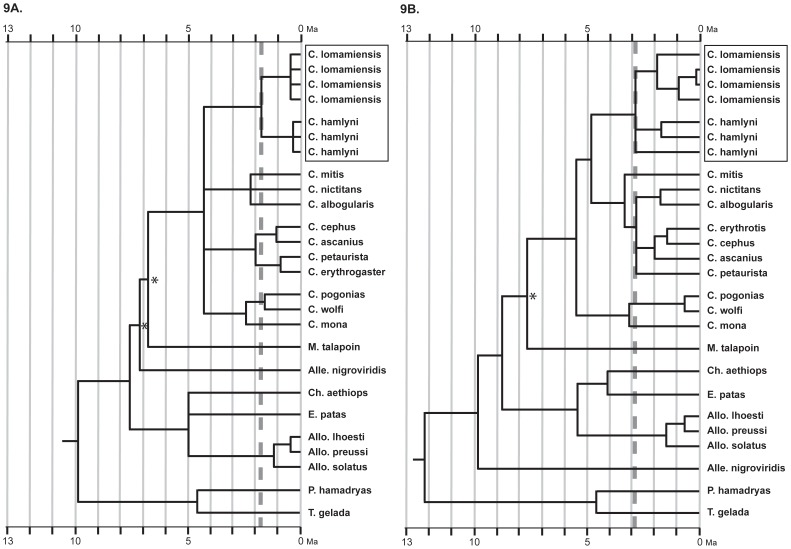 9A.
13 10 5 0 Ma
C. lomamiensis
C. lomamiensis
C. lomamiensis
C. lomamiensis
C. hamlyni
C. hamlyni
C. hamlyni
C. mitis
C. nictitans
C. albogularis
C. cephus
C. ascanius
C. petaurista
C. erythrogaster
*
C. pogonias
C. wolfi
*
C. mona
M. talapoin
Alle. nigroviridis
Ch. aethiops
E. patas
Allo. lhoesti
Allo. preussi
Allo. solatus
P. hamadryas
T. gelada
13 10 5 0 Ma
9B.
13 10 5 0 Ma
C. lomamiensis
C. lomamiensis
C. lomamiensis
C. lomamiensis
C. hamlyni
C. hamlyni
C. hamlyni
C. mitis
C. nictitans
C. albogularis
C. erythrotis
C. cephus
C. ascanius
C. petaurista
*
C. pogonias
C. wolfi
C. mona
M. talapoin
Ch. aethiops
E. patas
Allo. lhoesti
Allo. preussi
Allo. solatus
Alle. nigroviridis
P. hamadryas
T. gelada
13 10 5 0 Ma